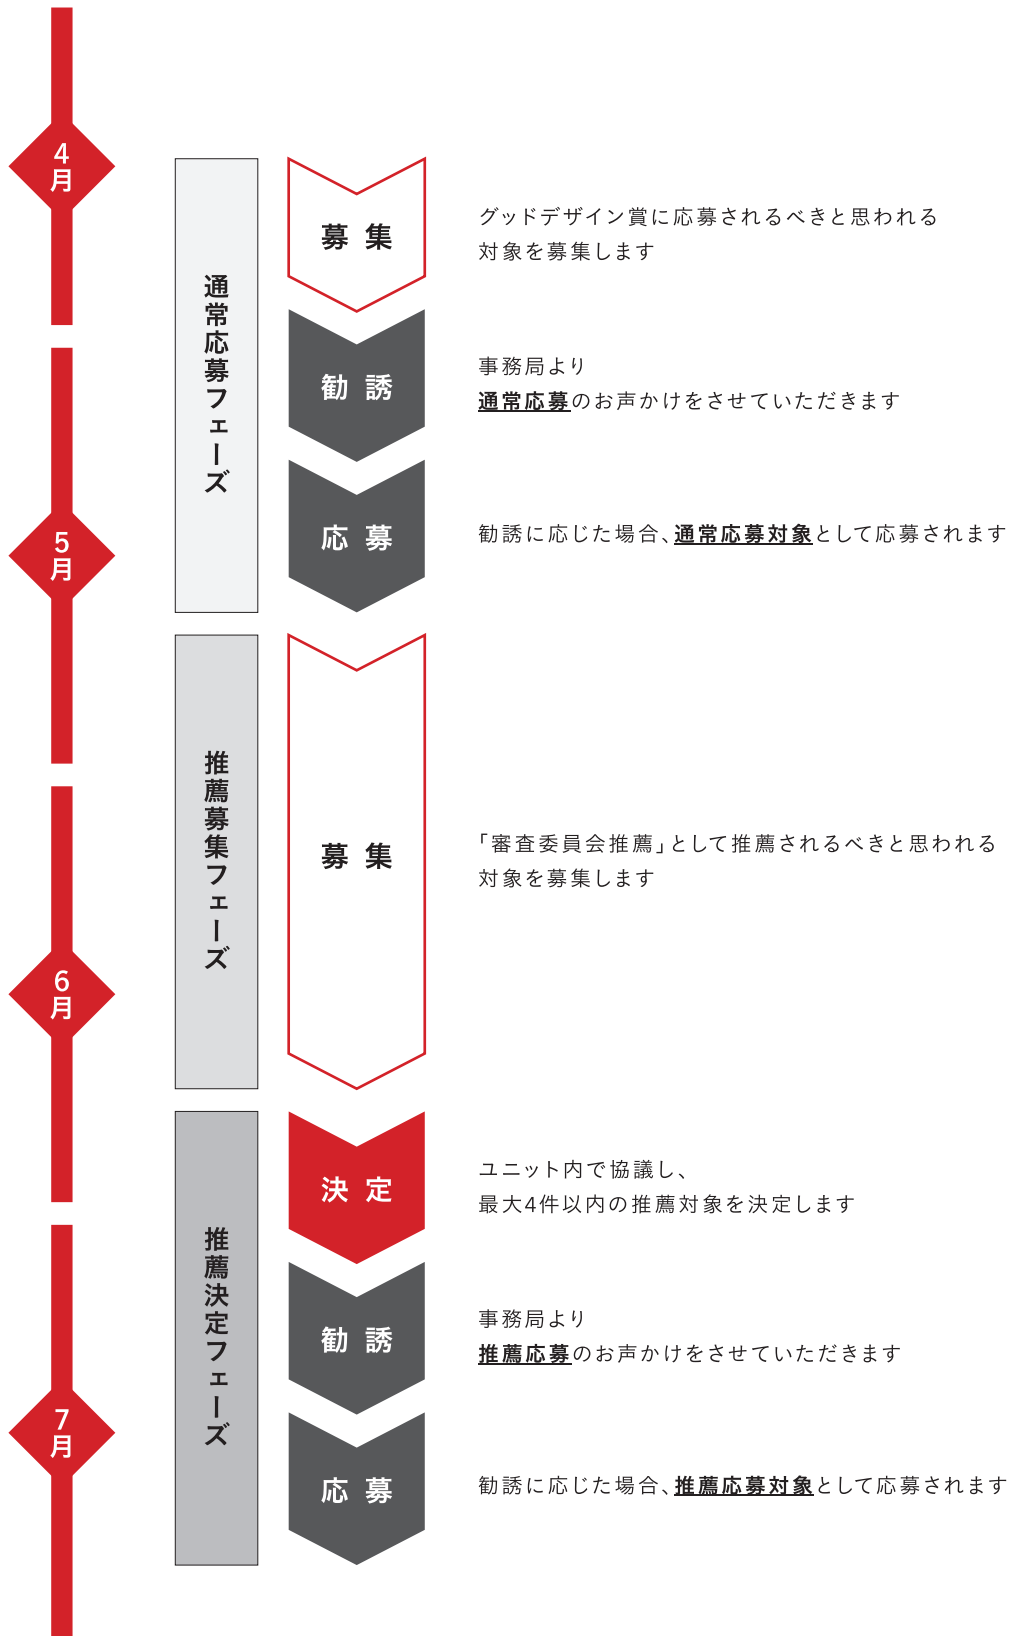 4月
通常応募フェーズ
募集
グッドデザイン賞に応募されるべきと思われる
対象を募集します
勧誘
事務局より
通常応募のお声かけをさせていただきます
5月
応募
勧誘に応じた場合、通常応募対象として応募されます
推薦募集フェーズ
募集
「審査委員会推薦」として推薦されるべきと思われる
対象を募集します
6月
推薦決定フェーズ
決定
ユニット内で協議し、
最大4件以内の推薦対象を決定します
勧誘
事務局より
推薦応募のお声かけをさせていただきます
7月
応募
勧誘に応じた場合、推薦応募対象として応募されます